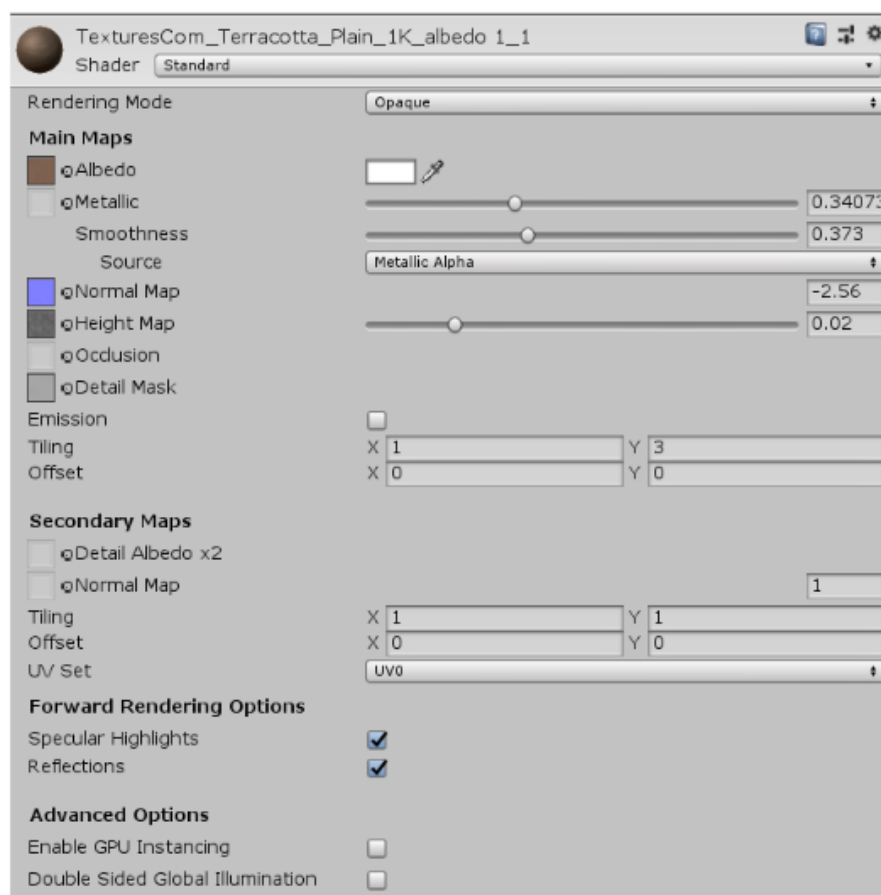 TexturesCom_Terracotta_Plain_1K_albedo 1_1
Shader Standard
Rendering Mode Opaque
Main Maps
Albedo
Metallic 0.34073
Smoothness 0.373
Source Metallic Alpha
Normal Map -2.56
Height Map 0.02
Occlusion
Detail Mask
Emission
Tiling X 1 Y 3
Offset X 0 Y 0
Secondary Maps
Detail Albedo x2
Normal Map 1
Tiling X 1 Y 1
Offset X 0 Y 0
UV Set UV0
Forward Rendering Options
Specular Highlights
Reflections
Advanced Options
Enable GPU Instancing
Double Sided Global Illumination